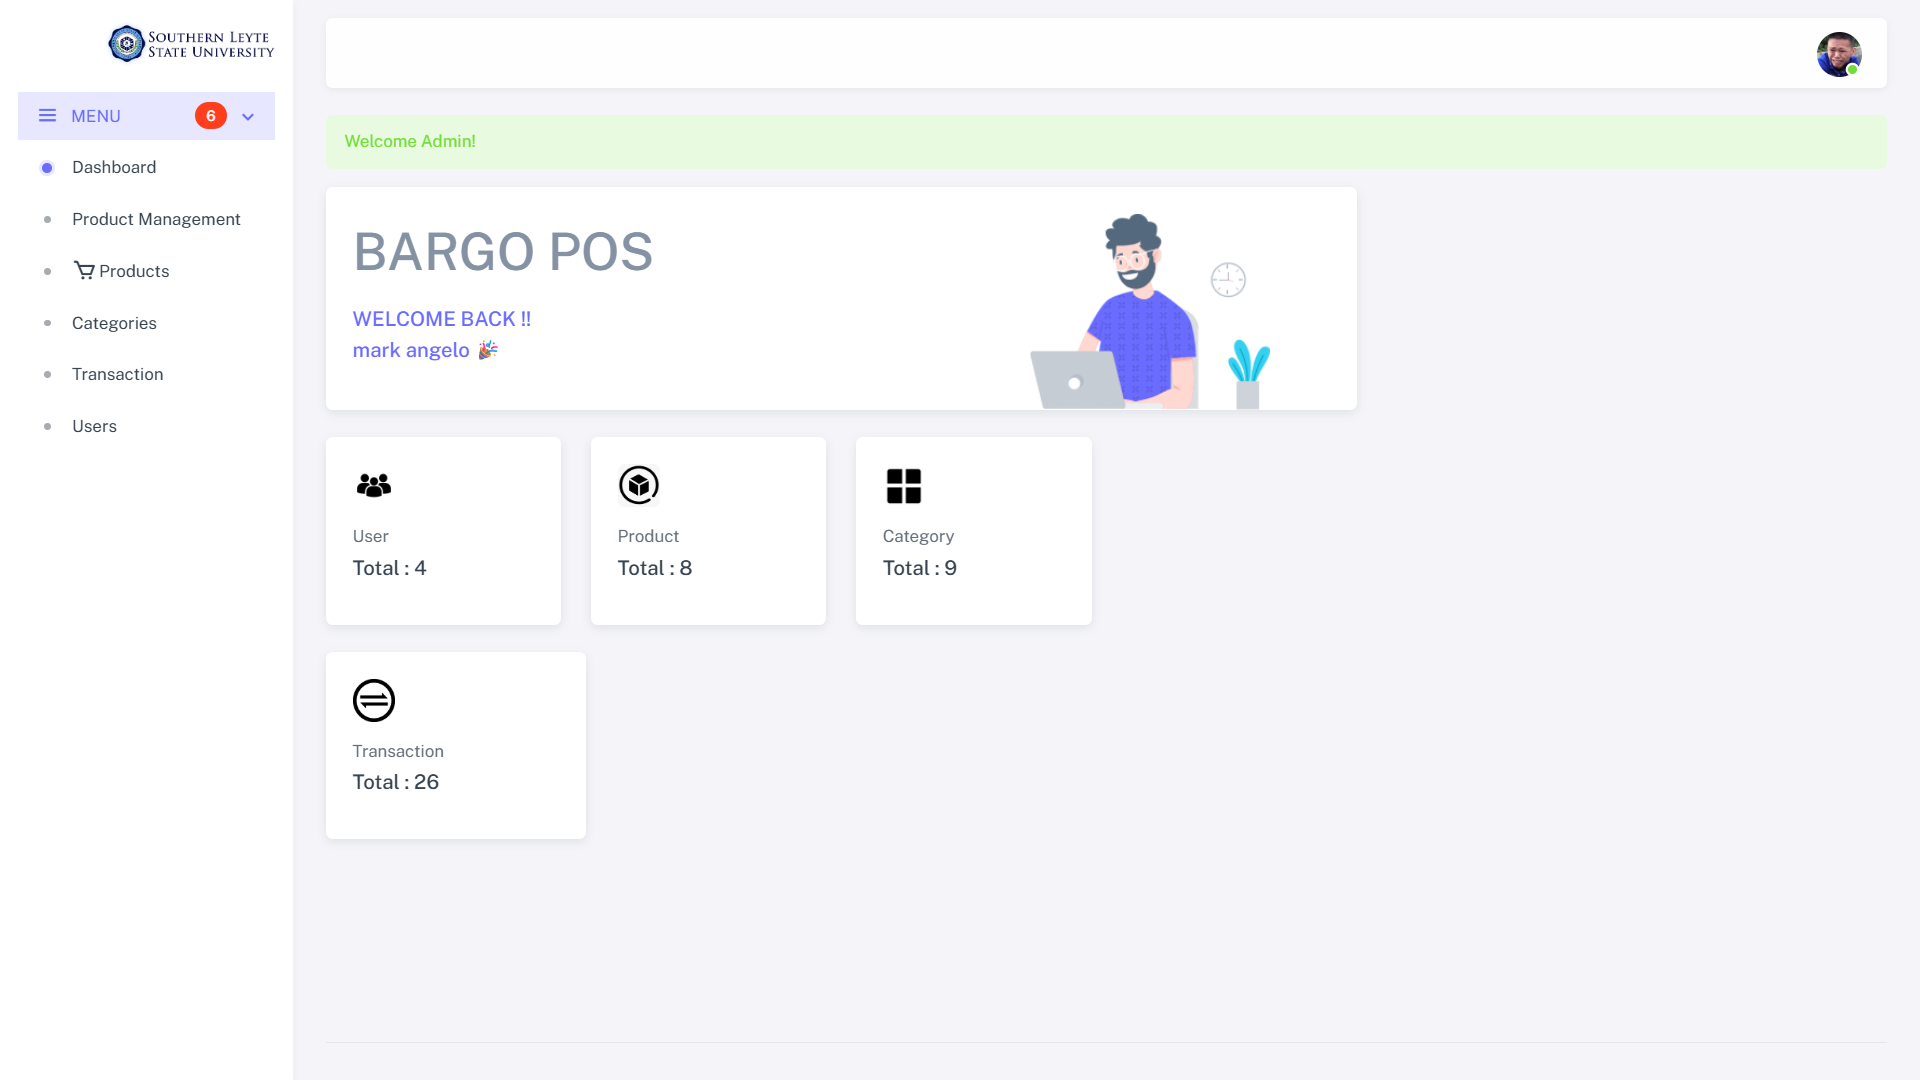 SOUTHERN LEYTE
STATE UNIVERSITY
MENU
6
Dashboard
Product Management
Products
Categories
Transaction
Users
Welcome Admin!
BARGO POS
WELCOME BACK !!
mark angelo 🎉
User
Total : 4
Product
Total : 8
Category
Total : 9
Transaction
Total : 26